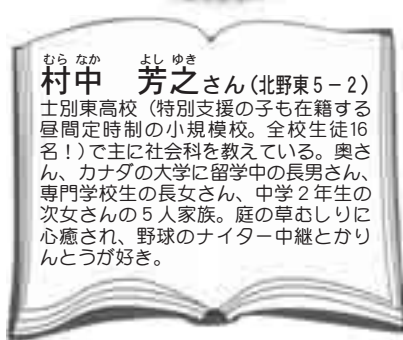 むらなか　よしゆき
村中　芳之さん（北野東５−２）
士別東高校（特別支援の子も在籍する
昼間定時制の小規模校。全校生徒16
名！）で主に社会科を教えている。奥さ
ん、カナダの大学に留学中の長男さん、
専門学校生の長女さん、中学２年生の
次女さんの５人家族。庭の草むしりに
心癒され、野球のナイター中継とかり
んとうが好き。